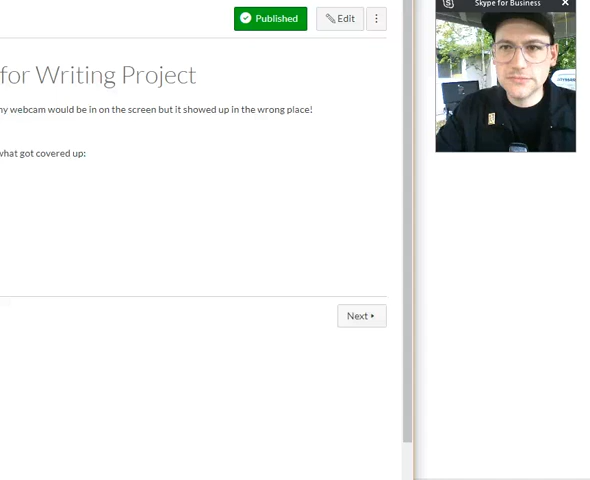 Skype for Business
Published
Edit
for Writing Project
my webcam would be in on the screen but it showed up in the wrong place!
what got covered up:
Next